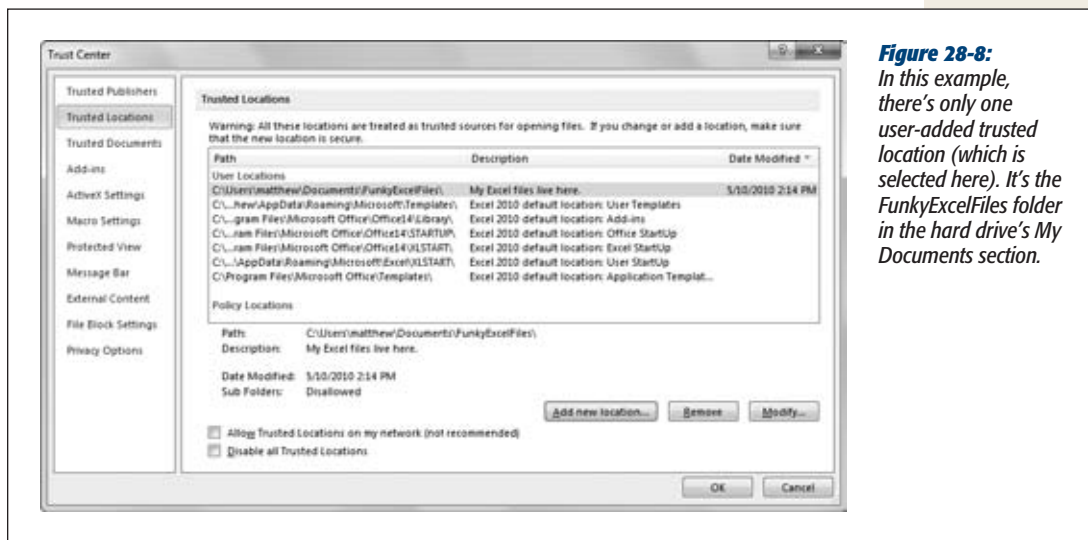 Trust Center
Trusted Publishers
Trusted Locations
Trusted Documents
Add-ins
ActiveX Settings
Macro Settings
Protected View
Message Bar
External Content
File Block Settings
Privacy Options
Trusted Locations
Warning: All these locations are treated as trusted sources for opening files. If you change or add a location, make sure
that the new location is secure.
Path Description Date Modified
User Locations
C:\Users\matthew\Documents\FunkyExcelFiles\ My Excel files live here. 5/10/2010 2:14 PM
C:\...hew\AppData\Roaming\Microsoft\Templates\ Excel 2010 default location: User Templates
C:\...gram Files\Microsoft Office\Office14\Library\ Excel 2010 default location: Add-ins
C:\...ram Files\Microsoft Office\Office14\STARTUP\ Excel 2010 default location: Office StartUp
C:\...ram Files\Microsoft Office\Office14\XLSTART\ Excel 2010 default location: Excel StartUp
C:\...\AppData\Roaming\Microsoft\Excel\XLSTART\ Excel 2010 default location: User StartUp
C:\Program Files\Microsoft Office\Templates\ Excel 2010 default location: Application Templat...
Policy Locations
Path: C:\Users\matthew\Documents\FunkyExcelFiles\
Description: My Excel files live here.
Date Modified: 5/10/2010 2:14 PM
Sub Folders: Disallowed
Add new location... Remove Modify...
Allow Trusted Locations on my network (not recommended)
Disable all Trusted Locations
OK Cancel
Figure 28-8:
In this example,
there's only one
user-added trusted
location (which is
selected here). It's the
FunkyExcelFiles folder
in the hard drive's My
Documents section.